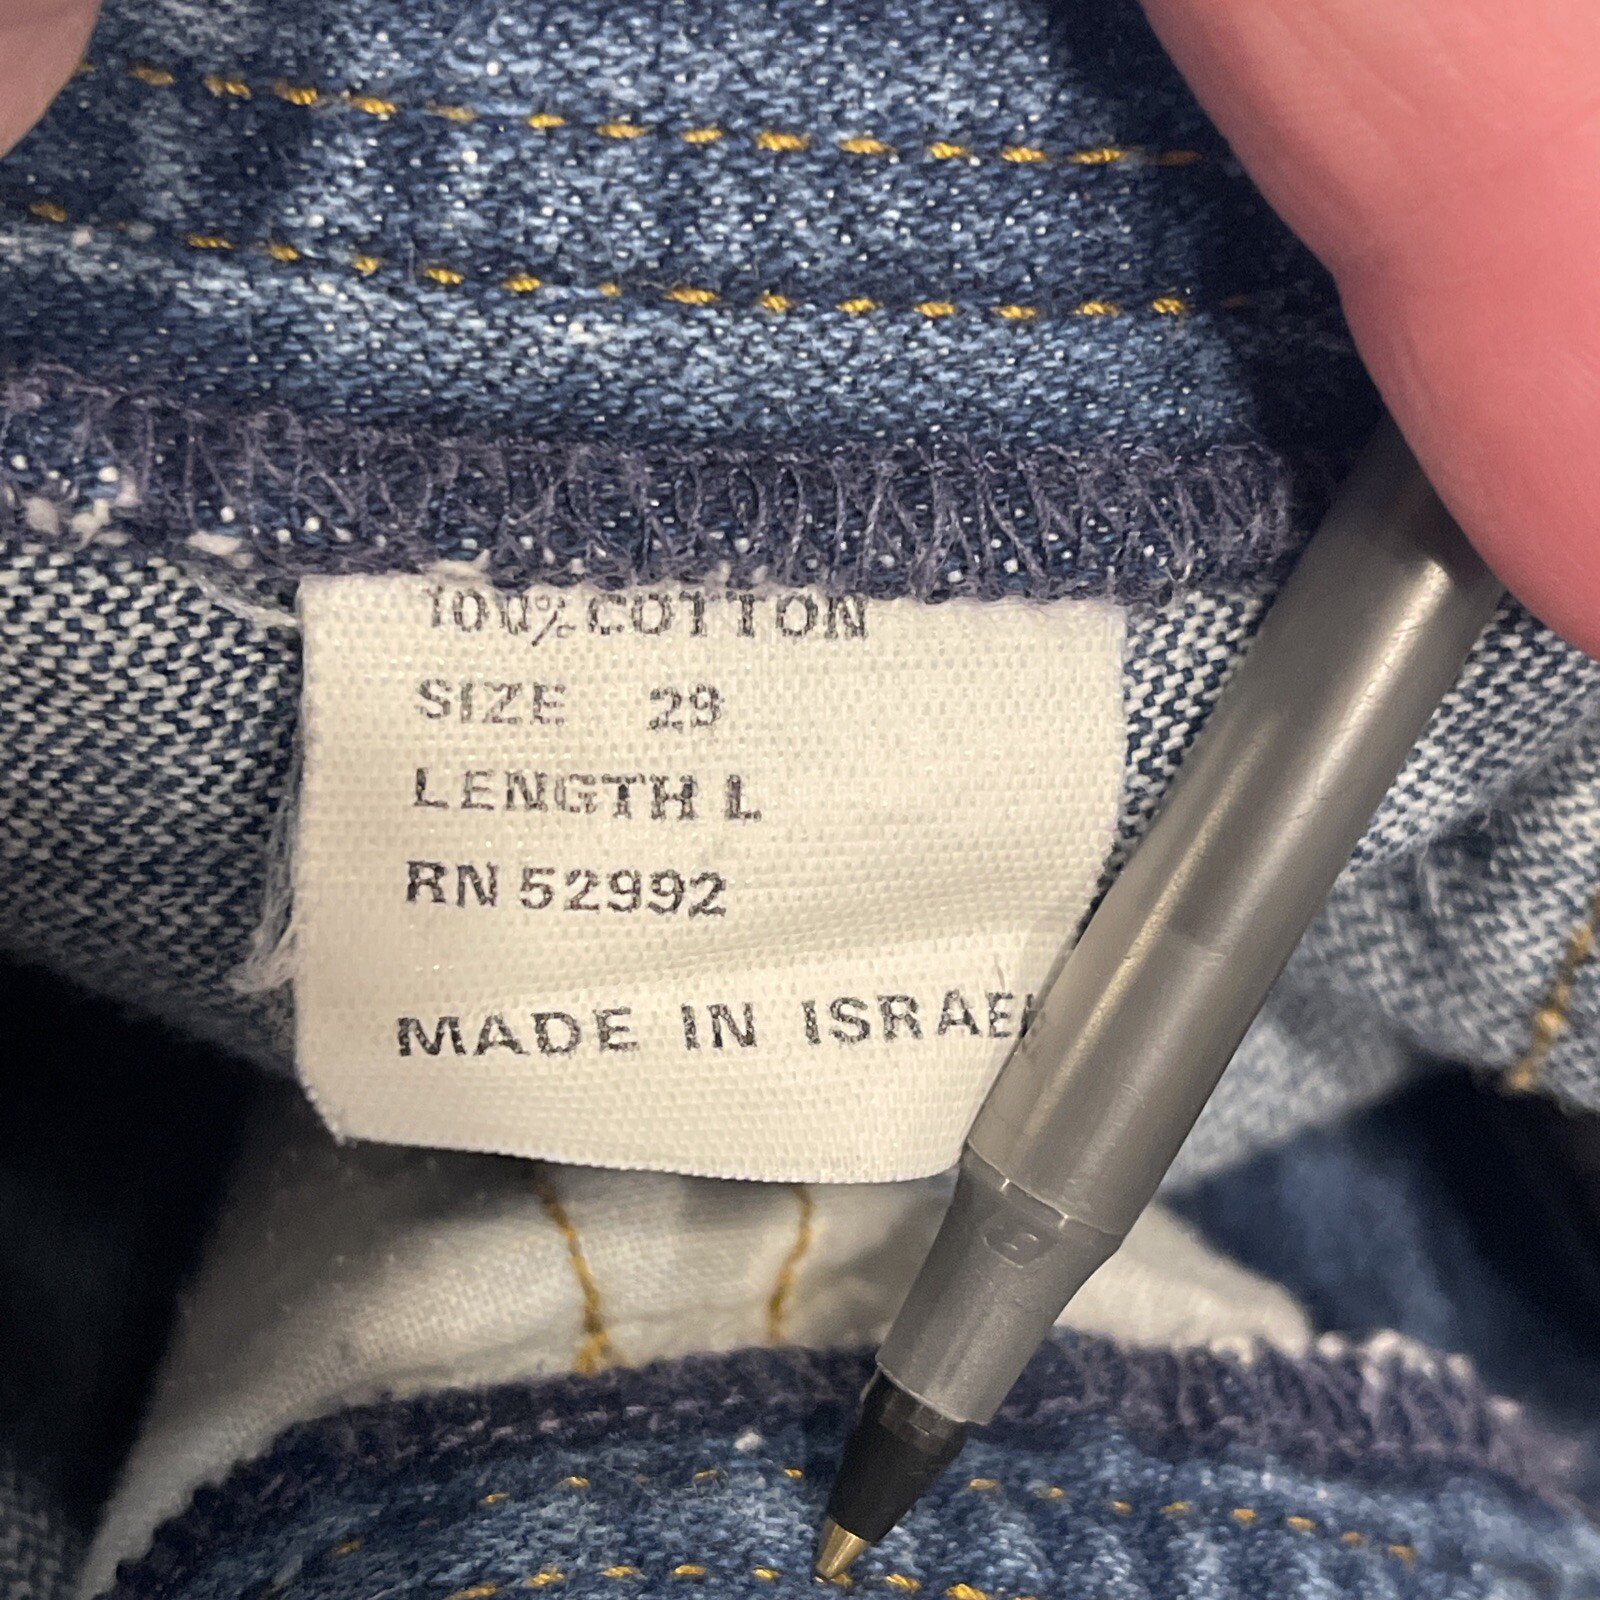 100% COTTON
SIZE 29
LENGTH L
RN 52992
MADE IN ISRAEL